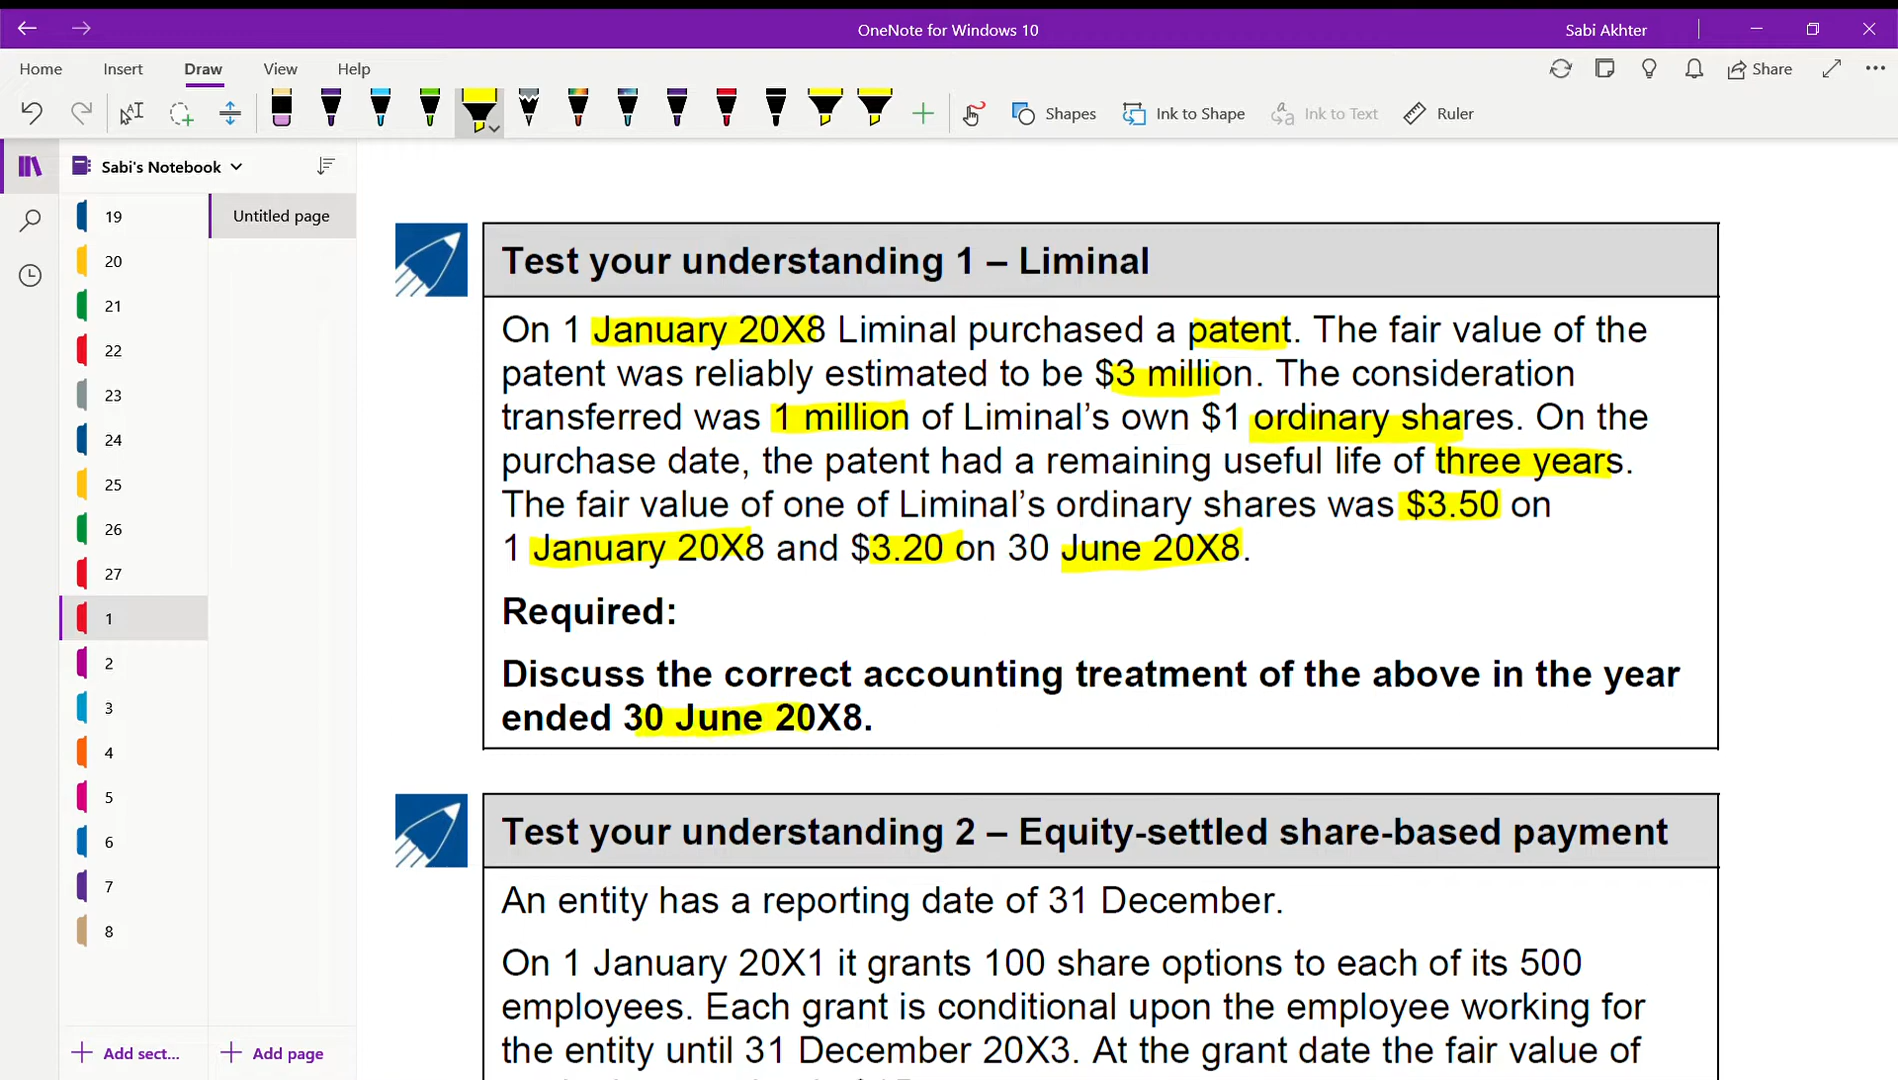 OneNote for Windows 10
Sabi Akhter
Home
Insert
Draw
View
Help
Share
Shapes
Ink to Shape
Ink to Text
Ruler
Sabi's Notebook
Untitled page
19
20
21
22
23
24
25
26
27
1
2
3
4
5
6
7
8
Add sect...
Add page
Test your understanding 1 – Liminal
On 1 January 20X8 Liminal purchased a patent. The fair value of the
patent was reliably estimated to be $3 million. The consideration
transferred was 1 million of Liminal’s own $1 ordinary shares. On the
purchase date, the patent had a remaining useful life of three years.
The fair value of one of Liminal’s ordinary shares was $3.50 on
1 January 20X8 and $3.20 on 30 June 20X8.
Required:
Discuss the correct accounting treatment of the above in the year
ended 30 June 20X8.
Test your understanding 2 – Equity-settled share-based payment
An entity has a reporting date of 31 December.
On 1 January 20X1 it grants 100 share options to each of its 500
employees. Each grant is conditional upon the employee working for
the entity until 31 December 20X3. At the grant date the fair value of